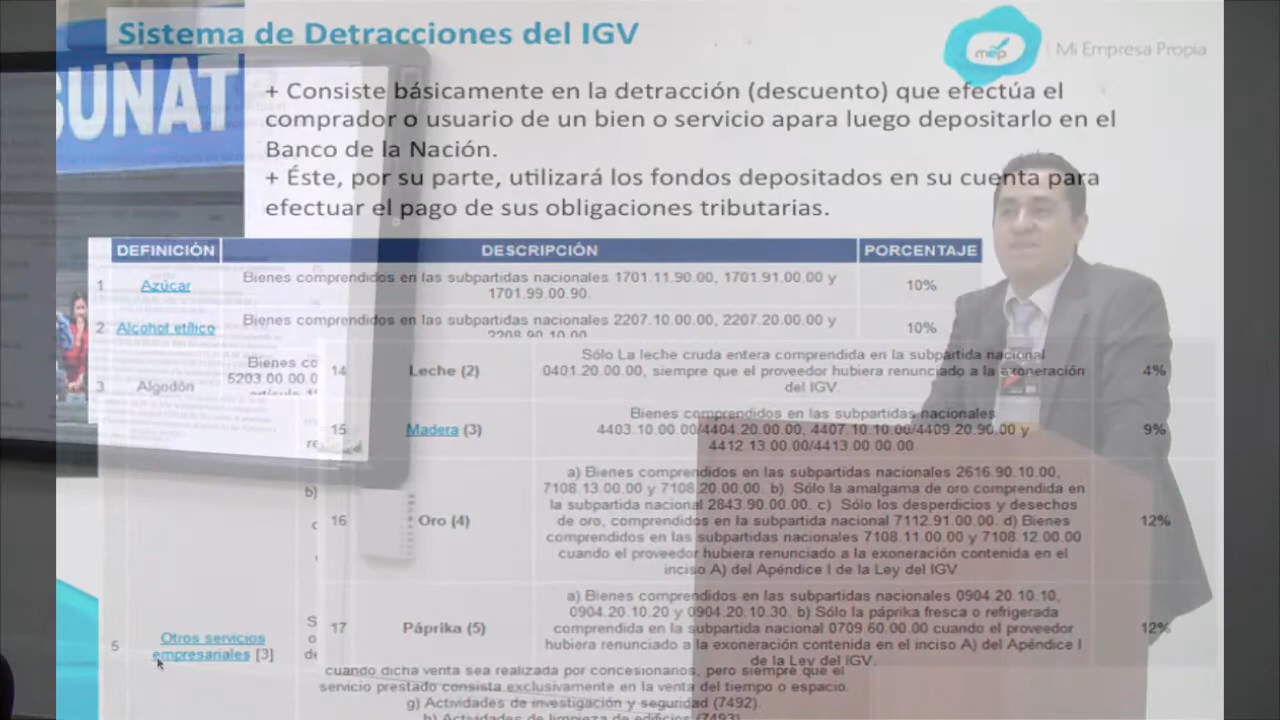 Sistema de Detracciones del IGV
mep
Mi Empresa Propia
SUNAT
+ Consiste básicamente en la detracción (descuento) que efectúa el
comprador o usuario de un bien o servicio apara luego depositarlo en el
Banco de la Nación.
+ Éste, por su parte, utilizará los fondos depositados en su cuenta para
efectuar el pago de sus obligaciones tributarias.
DEFINICIÓN DESCRIPCIÓN PORCENTAJE
1 Azúcar
Bienes comprendidos en las subpartidas nacionales 1701.11.90.00, 1701.91.00.00 y
1701.99.00.90.
10%
2 Alcohol etílico
Bienes comprendidos en las subpartidas nacionales 2207.10.00.00, 2207.20.00.00 y
2208.90.10.00
10%
3 Algodón
Bienes co
5203.00.00.0
14 Leche (2)
Sólo La leche cruda entera comprendida en la subpartida nacional
0401.20.00.00, siempre que el proveedor hubiera renunciado a la exoneración
del IGV.
4%
15 Madera (3)
Bienes comprendidos en las subpartidas nacionales
4403.10.00.00/4404.20.00.00, 4407.10.10.00/4409.20.90.00 y
4412.13.00.00/4413.00.00.00
9%
b)
16 Oro (4)
a) Bienes comprendidos en las subpartidas nacionales 2616.90.10.00,
7108.13.00.00 y 7108.20.00.00. b) Sólo la amalgama de oro comprendida en
la subpartida nacional 2843.90.00.00. c) Sólo los desperdicios y desechos
de oro, comprendidos en la subpartida nacional 7112.91.00.00. d) Bienes
comprendidos en las subpartidas nacionales 7108.11.00.00 y 7108.12.00.00
cuando el proveedor hubiera renunciado a la exoneración contenida en el
inciso A) del Apéndice I de la Ley del IGV.
12%
17 Páprika (5)
a) Bienes comprendidos en las subpartidas nacionales 0904.20.10.10,
0904.20.10.20 y 0904.20.10.30. b) Sólo la páprika fresca o refrigerada
comprendida en la subpartida nacional 0709.60.00.00 cuando el proveedor
hubiera renunciado a la exoneración contenida en el inciso A) del Apéndice I
de la Ley del IGV.
12%
5 Otros servicios
empresariales [3]
cuando dicha venta sea realizada por concesionarios, pero siempre que el
servicio prestado consista exclusivamente en la venta del tiempo o espacio.
g) Actividades de investigación y seguridad (7492).
h) Actividades de limpieza de edificios (7493)